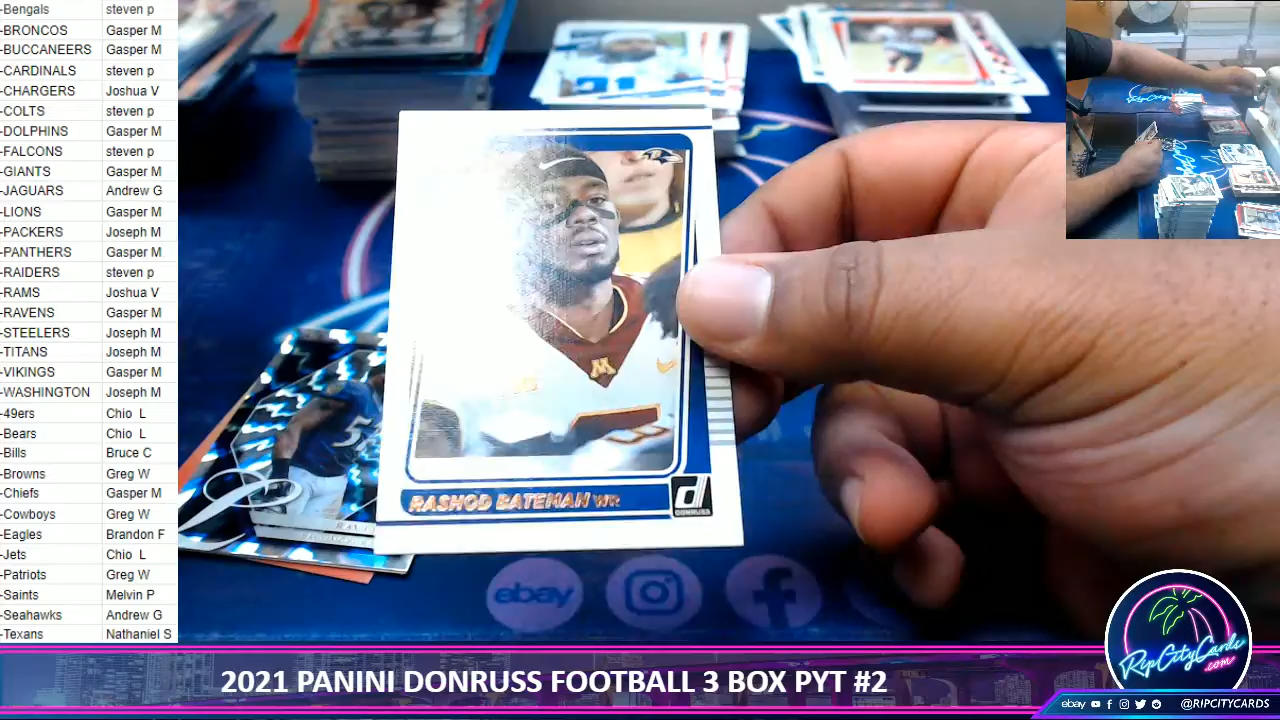 -Bengals steven p
-BRONCOS Gasper M
-BUCCANEERS Gasper M
-CARDINALS steven p
-CHARGERS Joshua V
-COLTS steven p
-DOLPHINS Gasper M
-FALCONS steven p
-GIANTS Gasper M
-JAGUARS Andrew G
-LIONS Gasper M
-PACKERS Joseph M
-PANTHERS Gasper M
-RAIDERS steven p
-RAMS Joshua V
-RAVENS Gasper M
-STEELERS Joseph M
-TITANS Joseph M
-VIKINGS Gasper M
-WASHINGTON Joseph M
-49ers Chio L
-Bears Chio L
-Bills Bruce C
-Browns Greg W
-Chiefs Gasper M
-Cowboys Greg W
-Eagles Brandon F
-Jets Chio L
-Patriots Greg W
-Saints Melvin P
-Seahawks Andrew G
-Texans Nathaniel S
M
RASHOD BATEMAN WR
d
DONRUSS
ebay
RipCityCards
.com
2021 PANINI DONRUSS FOOTBALL 3 BOX PYT #2
ebay @RIPCITYCARDS